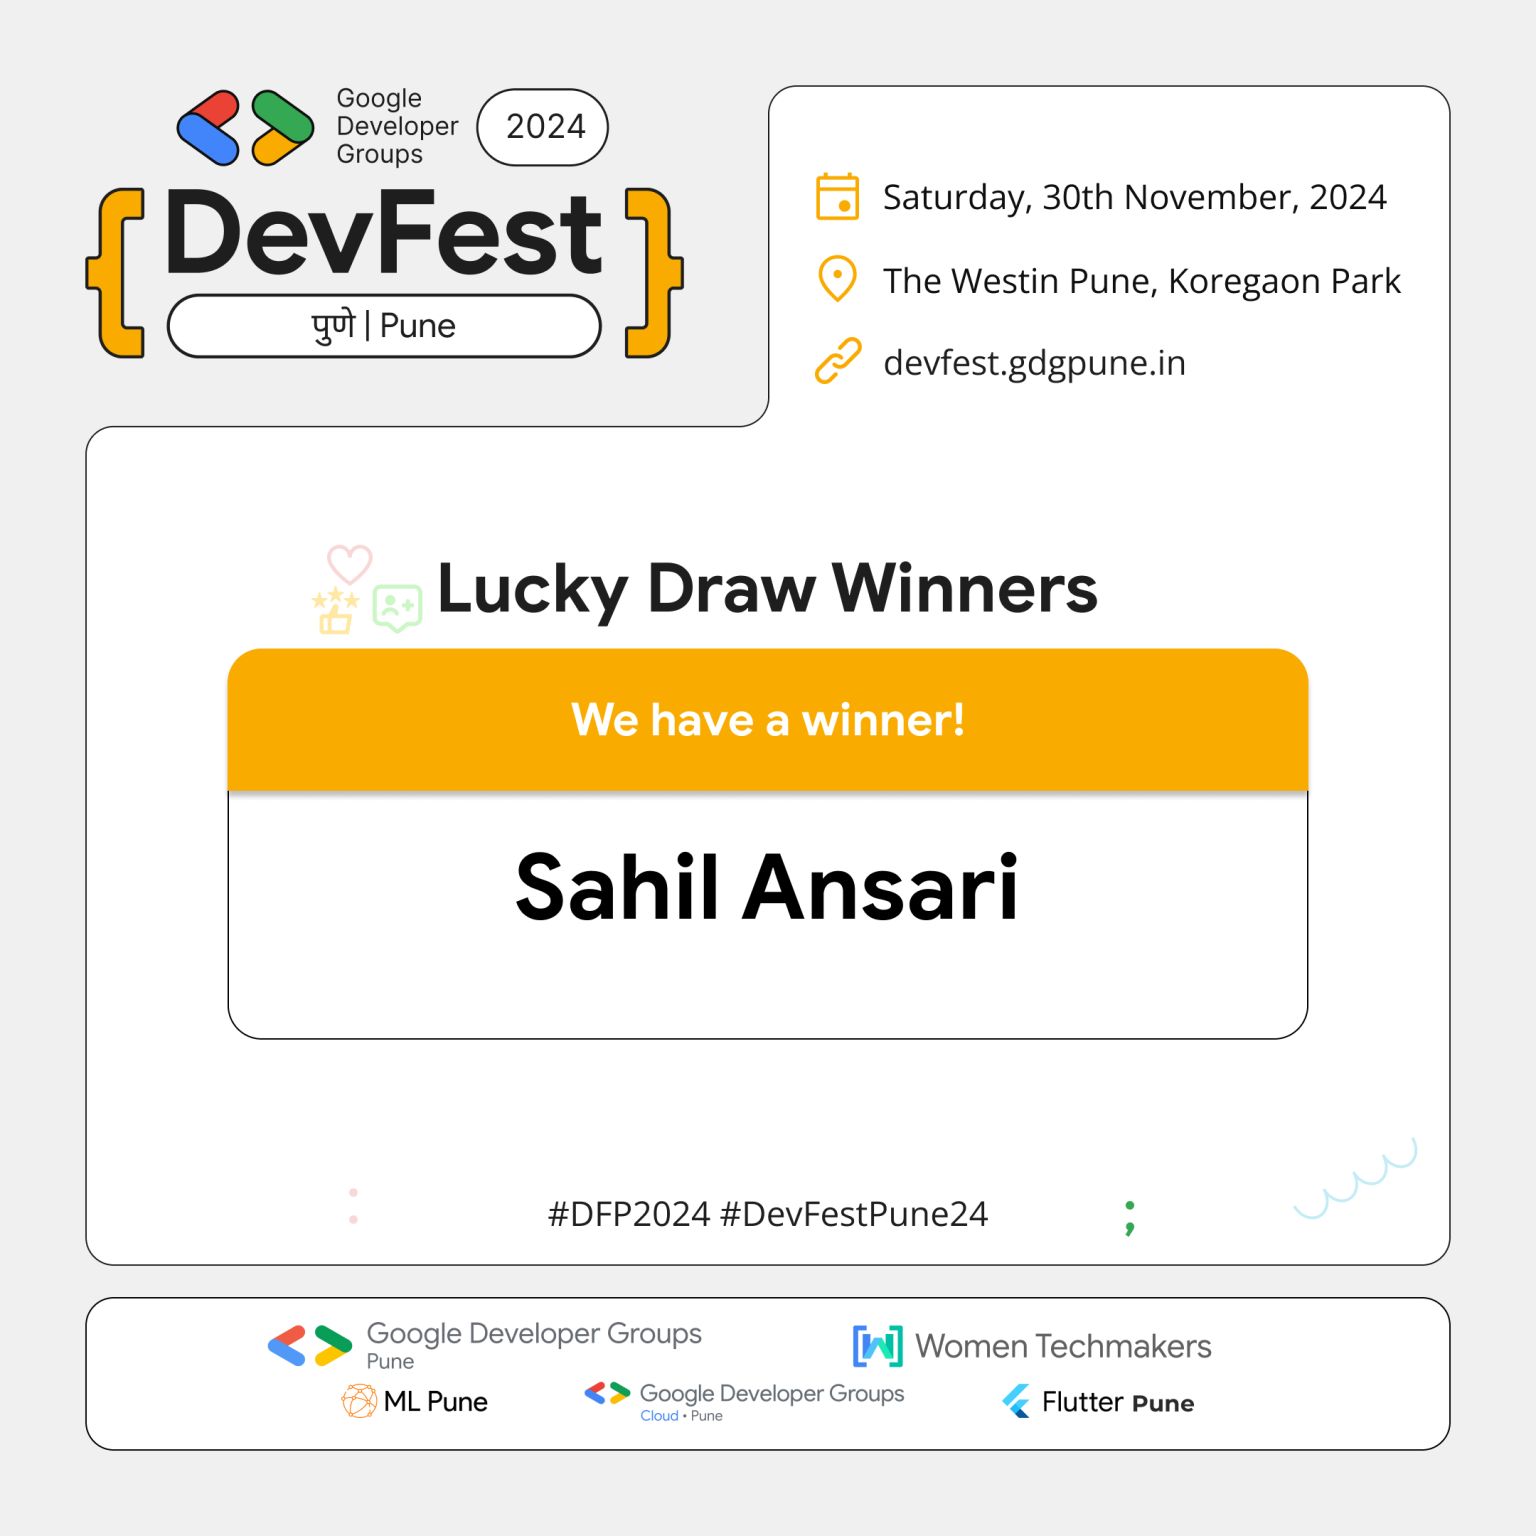 Google
Developer
Groups
2024
DevFest
पुणे | Pune
Saturday, 30th November, 2024
The Westin Pune, Koregaon Park
devfest.gdgpune.in
Lucky Draw Winners
We have a winner!
Sahil Ansari
#DFP2024 #DevFestPune24
Google Developer Groups
Pune
Women Techmakers
ML Pune
Google Developer Groups
Cloud • Pune
Flutter Pune